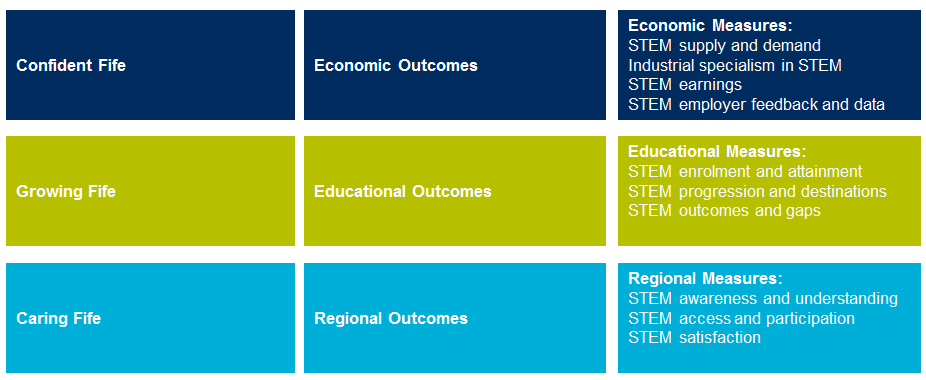 Confident Fife
Economic Outcomes
Economic Measures:
STEM supply and demand
Industrial specialism in STEM
STEM earnings
STEM employer feedback and data
Growing Fife
Educational Outcomes
Educational Measures:
STEM enrolment and attainment
STEM progression and destinations
STEM outcomes and gaps
Caring Fife
Regional Outcomes
Regional Measures:
STEM awareness and understanding
STEM access and participation
STEM satisfaction